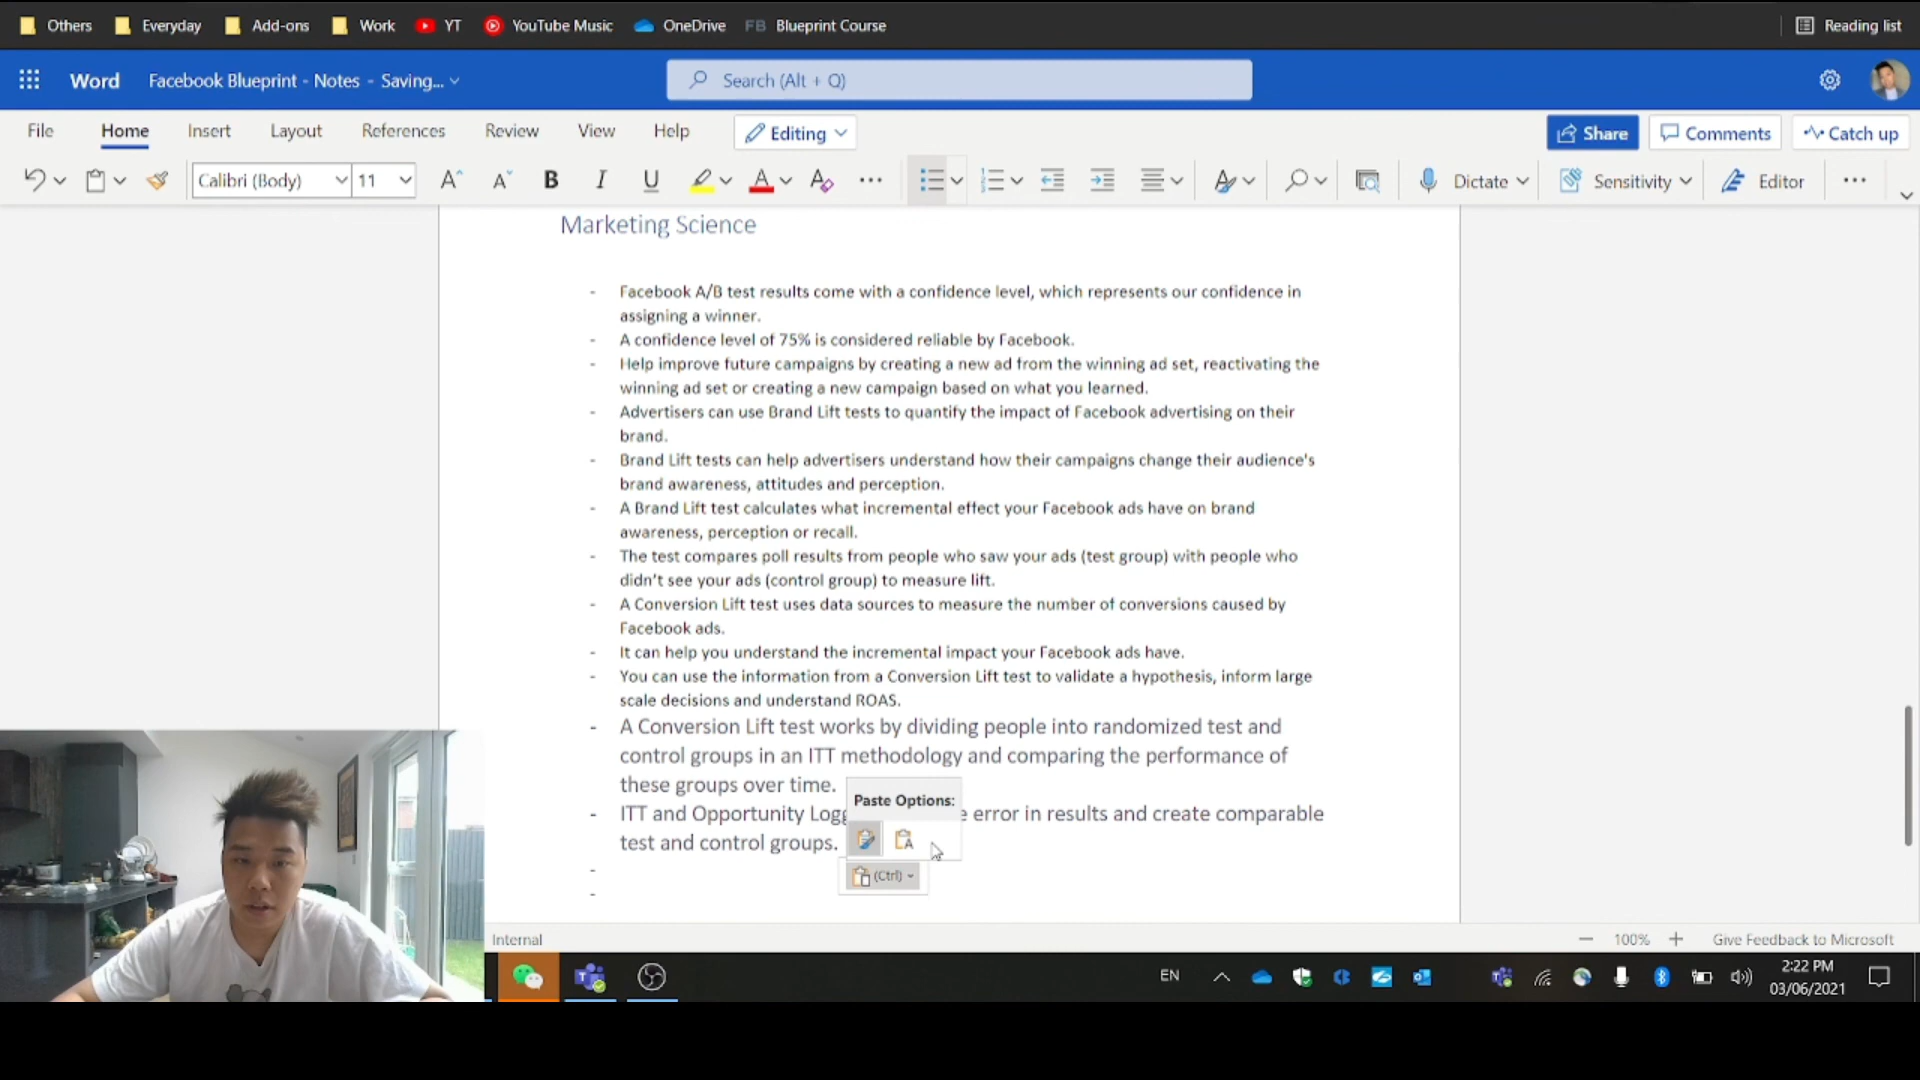 Others Everyday Add-ons Work YT YouTube Music OneDrive FB Blueprint Course Reading list
Word Facebook Blueprint - Notes - Saving... Search (Alt + Q)
File Home Insert Layout References Review View Help Editing Share Comments Catch up
Calibri (Body) 11 A A B I U A A ... Dictate Sensitivity Editor ...
Marketing Science
- Facebook A/B test results come with a confidence level, which represents our confidence in
assigning a winner.
- A confidence level of 75% is considered reliable by Facebook.
- Help improve future campaigns by creating a new ad from the winning ad set, reactivating the
winning ad set or creating a new campaign based on what you learned.
- Advertisers can use Brand Lift tests to quantify the impact of Facebook advertising on their
brand.
- Brand Lift tests can help advertisers understand how their campaigns change their audience's
brand awareness, attitudes and perception.
- A Brand Lift test calculates what incremental effect your Facebook ads have on brand
awareness, perception or recall.
- The test compares poll results from people who saw your ads (test group) with people who
didn't see your ads (control group) to measure lift.
- A Conversion Lift test uses data sources to measure the number of conversions caused by
Facebook ads.
- It can help you understand the incremental impact your Facebook ads have.
- You can use the information from a Conversion Lift test to validate a hypothesis, inform large
scale decisions and understand ROAS.
- A Conversion Lift test works by dividing people into randomized test and
control groups in an ITT methodology and comparing the performance of
these groups over time.
Paste Options:
- ITT and Opportunity Logg e error in results and create comparable
test and control groups.
-
(Ctrl)
-
Internal 100% Give Feedback to Microsoft
EN 2:22 PM
03/06/2021